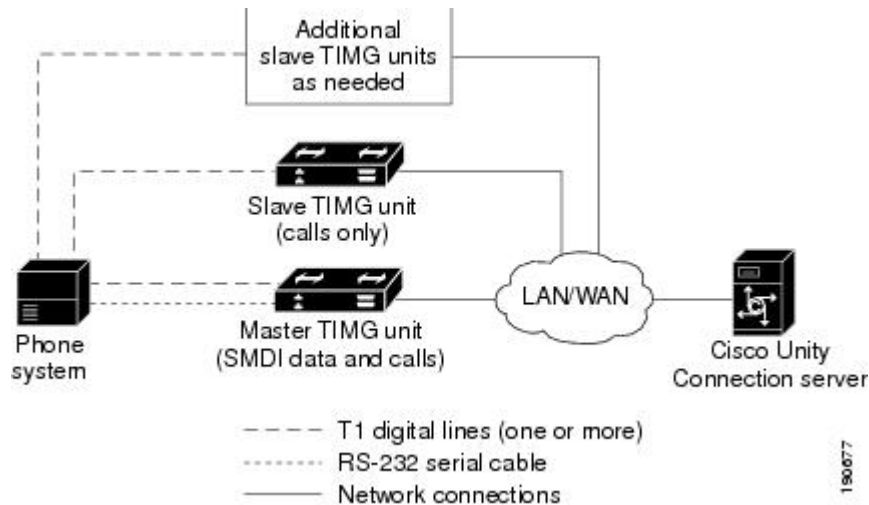 Additional
slave TIMG units
as needed
Slave TIMG unit
(calls only)
LAN/WAN
Phone
system
Master TIMG unit
(SMDI data and calls)
Cisco Unity
Connection server
T1 digital lines (one or more)
RS-232 serial cable
Network connections
190677